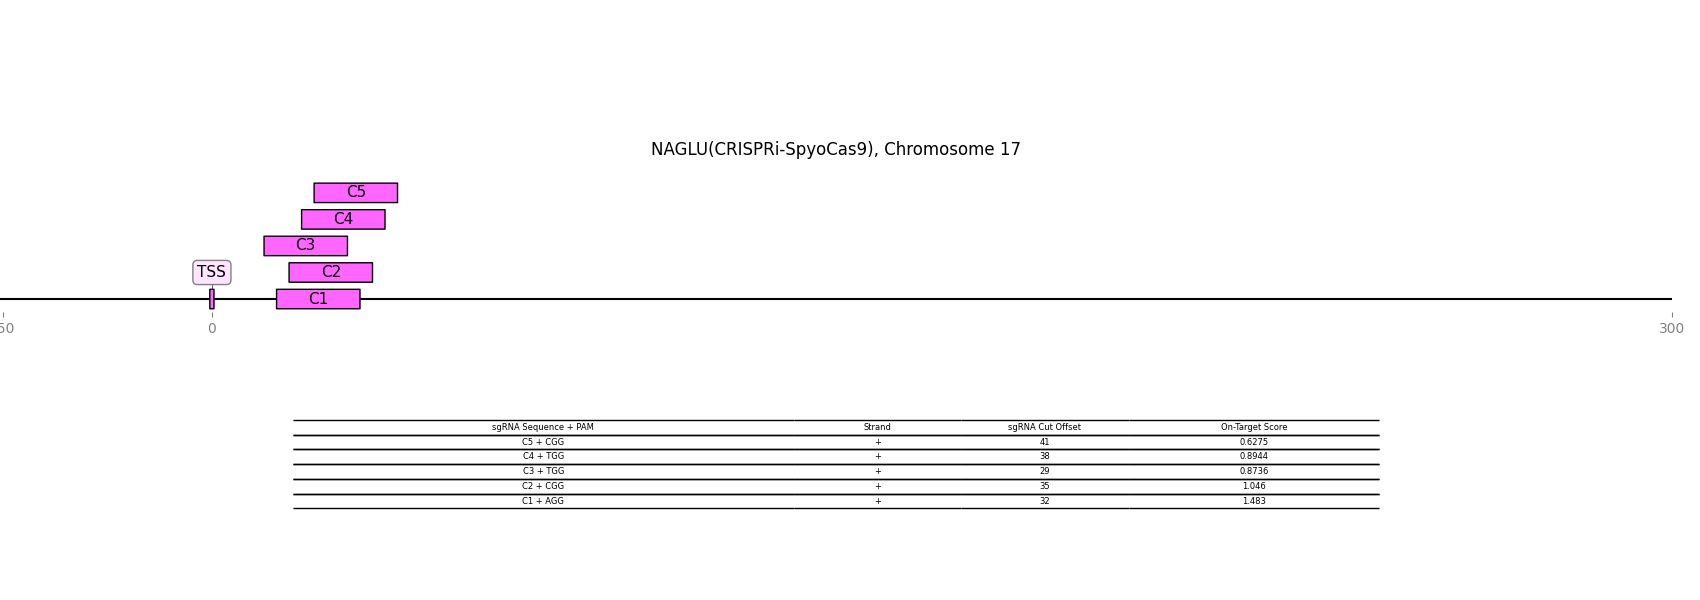 NAGLU(CRISPRi-SpyoCas9), Chromosome 17
C5
C4
C3
TSS C2
C1
50 0 300
sgRNA Sequence + PAM Strand sgRNA Cut Offset On-Target Score
C5 + CGG + 41 0.6275
C4 + TGG + 38 0.8944
C3 + TGG + 29 0.8736
C2 + CGG + 35 1.046
C1 + AGG + 32 1.483